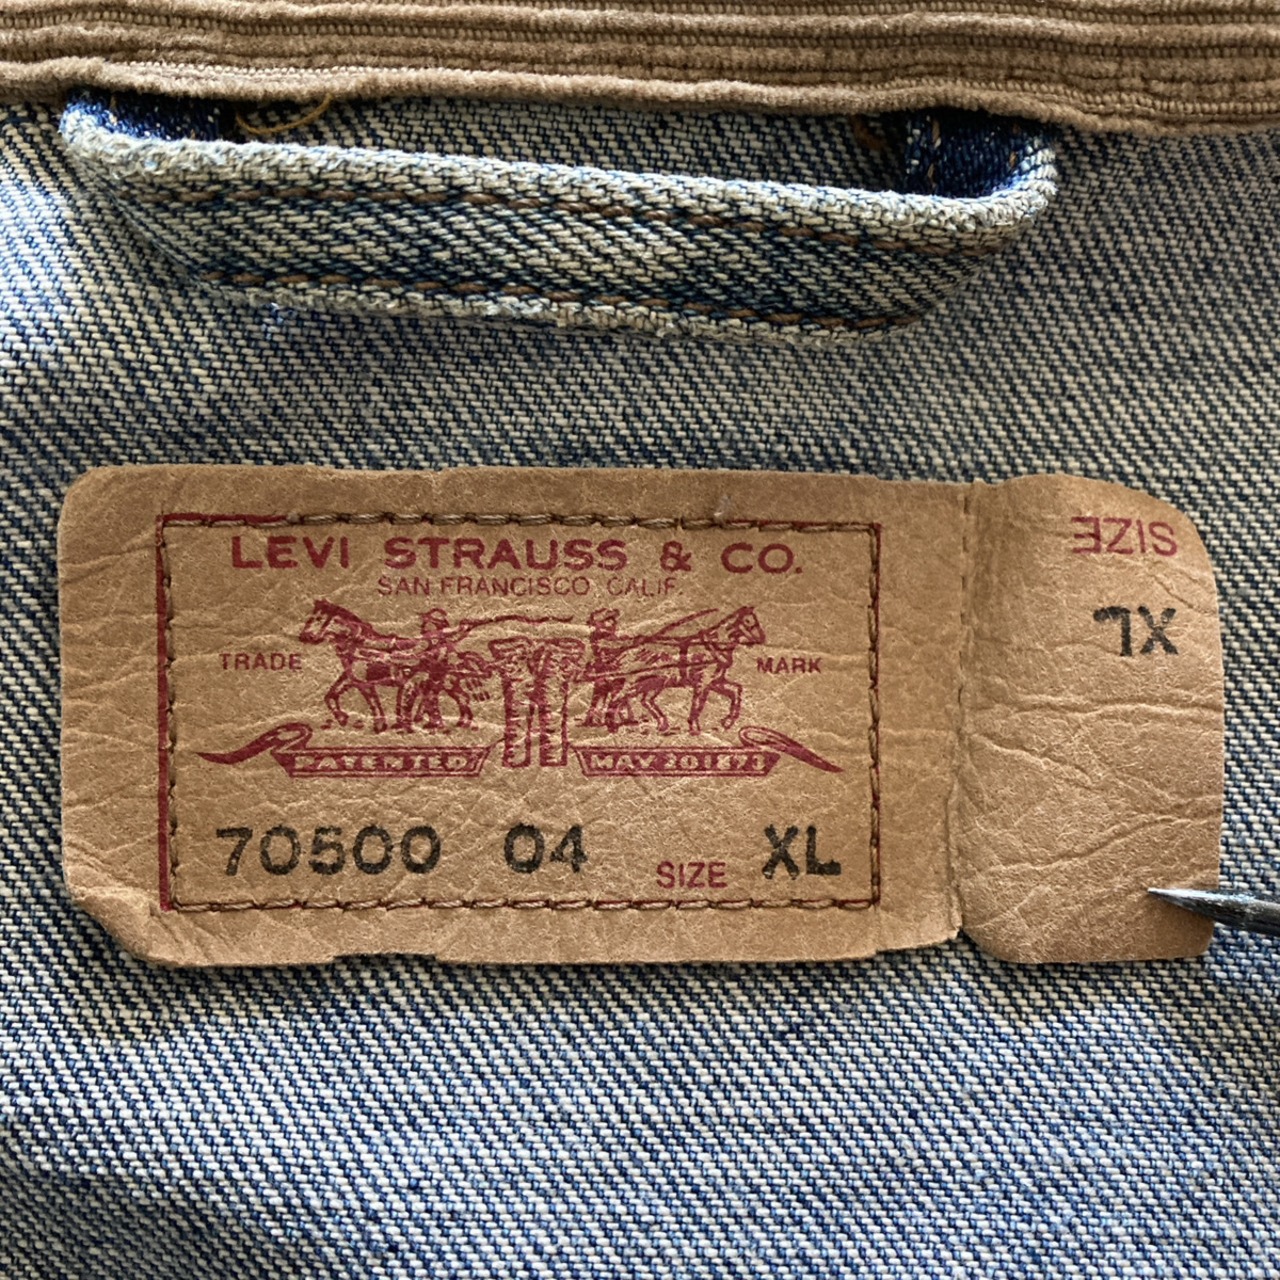 LEVI STRAUSS & CO.
SAN FRANCISCO, CALIF.
TRADE MARK
PATENTED MAY 20 1873
70500 04 SIZE XL
SIZE
XL